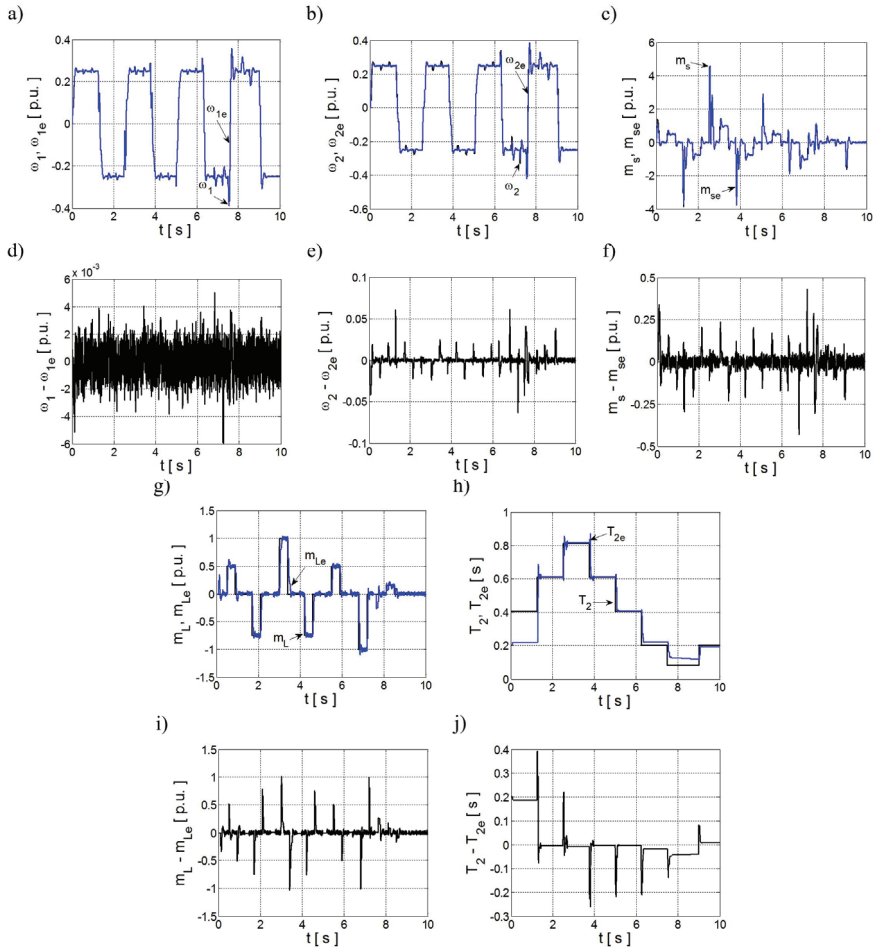 a)
ω1, ω1e [ p.u. ]
0.4
0.2
0
-0.2
-0.4
0 2 4 6 8 10
t [ s ]
ω1e
ω1
b)
ω2, ω2e [ p.u. ]
0.4
0.2
0
-0.2
-0.4
-0.6
0 2 4 6 8 10
t [ s ]
ω2e
ω2
c)
ms, mse [ p.u. ]
6
4
2
0
-2
-4
0 2 4 6 8 10
t [ s ]
ms
mse
d)
x 10-3
ω1 - ω1e [ p.u. ]
6
4
2
0
-2
-4
-6
0 2 4 6 8 10
t [ s ]
e)
ω2 - ω2e [ p.u. ]
0.1
0.05
0
-0.05
-0.1
0 2 4 6 8 10
t [ s ]
f)
ms - mse [ p.u. ]
0.5
0.25
0
-0.25
-0.5
0 2 4 6 8 10
t [ s ]
g)
mL, mLe [ p.u. ]
1.5
1
0.5
0
-0.5
-1
-1.5
0 2 4 6 8 10
t [ s ]
mLe
mL
h)
T2, T2e [ s ]
1
0.8
0.6
0.4
0.2
0
0 2 4 6 8 10
t [ s ]
T2e
T2
i)
mL - mLe [ p.u. ]
1.5
1
0.5
0
-0.5
-1
-1.5
0 2 4 6 8 10
t [ s ]
j)
T2 - T2e [ s ]
0.4
0.3
0.2
0.1
0
-0.1
-0.2
-0.3
0 2 4 6 8 10
t [ s ]